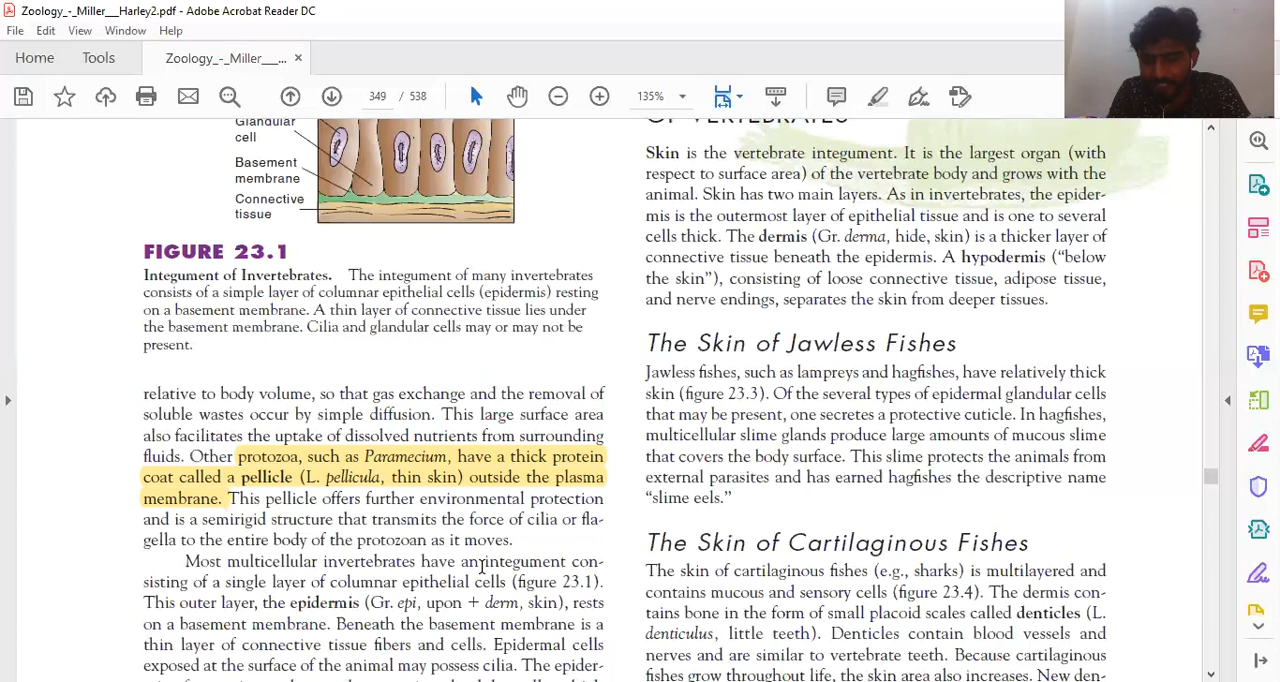 Zoology_-_Miller___Harley2.pdf - Adobe Acrobat Reader DC
File Edit View Window Help
Home Tools Zoology_-_Miller___... ×
349 / 538 135%
Glandular
cell
Basement
membrane
Connective
tissue
FIGURE 23.1
Integument of Invertebrates. The integument of many invertebrates
consists of a simple layer of columnar epithelial cells (epidermis) resting
on a basement membrane. A thin layer of connective tissue lies under
the basement membrane. Cilia and glandular cells may or may not be
present.
relative to body volume, so that gas exchange and the removal of
soluble wastes occur by simple diffusion. This large surface area
also facilitates the uptake of dissolved nutrients from surrounding
fluids. Other protozoa, such as Paramecium, have a thick protein
coat called a pellicle (L. pellicula, thin skin) outside the plasma
membrane. This pellicle offers further environmental protection
and is a semirigid structure that transmits the force of cilia or fla-
gella to the entire body of the protozoan as it moves.
Most multicellular invertebrates have an integument con-
sisting of a single layer of columnar epithelial cells (figure 23.1).
This outer layer, the epidermis (Gr. epi, upon + derm, skin), rests
on a basement membrane. Beneath the basement membrane is a
thin layer of connective tissue fibers and cells. Epidermal cells
exposed at the surface of the animal may possess cilia. The epider-
OF VERTEBRATES
Skin is the vertebrate integument. It is the largest organ (with
respect to surface area) of the vertebrate body and grows with the
animal. Skin has two main layers. As in invertebrates, the epider-
mis is the outermost layer of epithelial tissue and is one to several
cells thick. The dermis (Gr. derma, hide, skin) is a thicker layer of
connective tissue beneath the epidermis. A hypodermis (“below
the skin”), consisting of loose connective tissue, adipose tissue,
and nerve endings, separates the skin from deeper tissues.
The Skin of Jawless Fishes
Jawless fishes, such as lampreys and hagfishes, have relatively thick
skin (figure 23.3). Of the several types of epidermal glandular cells
that may be present, one secretes a protective cuticle. In hagfishes,
multicellular slime glands produce large amounts of mucous slime
that covers the body surface. This slime protects the animals from
external parasites and has earned hagfishes the descriptive name
“slime eels.”
The Skin of Cartilaginous Fishes
The skin of cartilaginous fishes (e.g., sharks) is multilayered and
contains mucous and sensory cells (figure 23.4). The dermis con-
tains bone in the form of small placoid scales called denticles (L.
denticulus, little teeth). Denticles contain blood vessels and
nerves and are similar to vertebrate teeth. Because cartilaginous
fishes grow throughout life, the skin area also increases. New den-